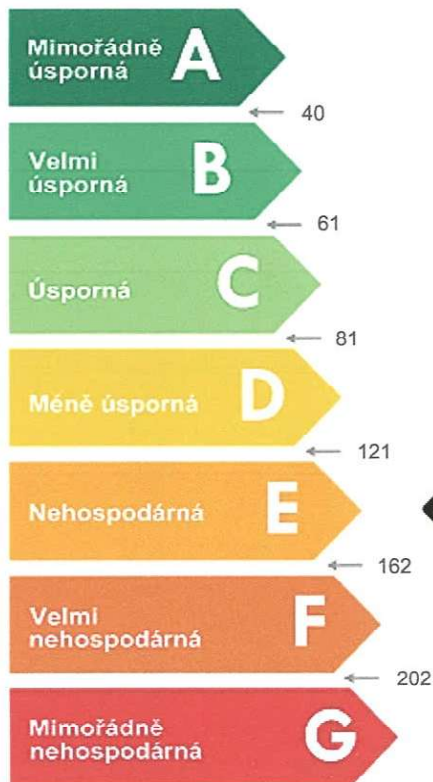 Mimořádně
úsporná A
40
Velmi
úsporná B
61
Úsporná C
81
Méně úsporná D
121
Nehospodárná E
162
Velmi
nehospodárná F
202
Mimořádně
nehospodárná G